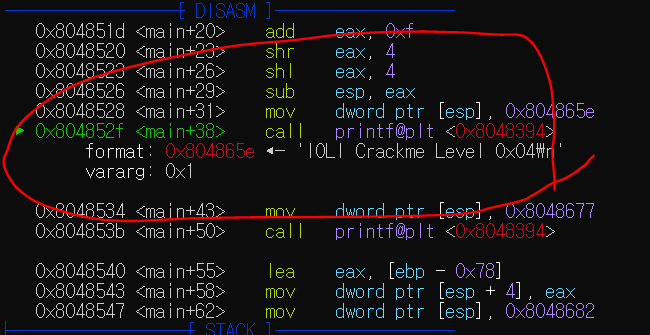 [ DISASM ]
0x804851d <main+20> add eax, 0xf
0x8048520 <main+23> shr eax, 4
0x8048523 <main+26> shl eax, 4
0x8048526 <main+29> sub esp, eax
0x8048528 <main+31> mov dword ptr [esp], 0x804865e
► 0x804852f <main+38> call printf@plt <0x8048394>
format: 0x804865e ◂— 'IOLI Crackme Level 0x04₩n'
vararg: 0x1
0x8048534 <main+43> mov dword ptr [esp], 0x8048677
0x804853b <main+50> call printf@plt <0x8048394>
0x8048540 <main+55> lea eax, [ebp - 0x78]
0x8048543 <main+58> mov dword ptr [esp + 4], eax
0x8048547 <main+62> mov dword ptr [esp], 0x8048682
[ STACK ]